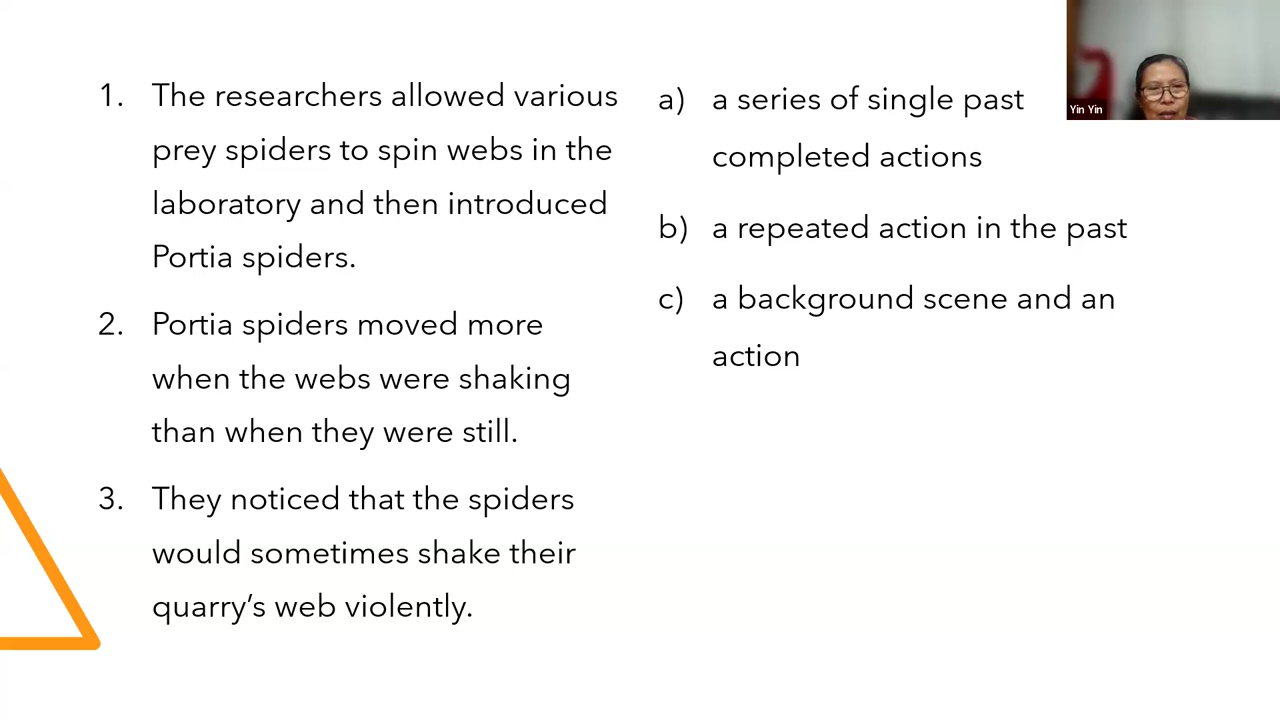 1. The researchers allowed various
prey spiders to spin webs in the
laboratory and then introduced
Portia spiders.
2. Portia spiders moved more
when the webs were shaking
than when they were still.
3. They noticed that the spiders
would sometimes shake their
quarry’s web violently.
a) a series of single past
completed actions
b) a repeated action in the past
c) a background scene and an
action
Yin Yin